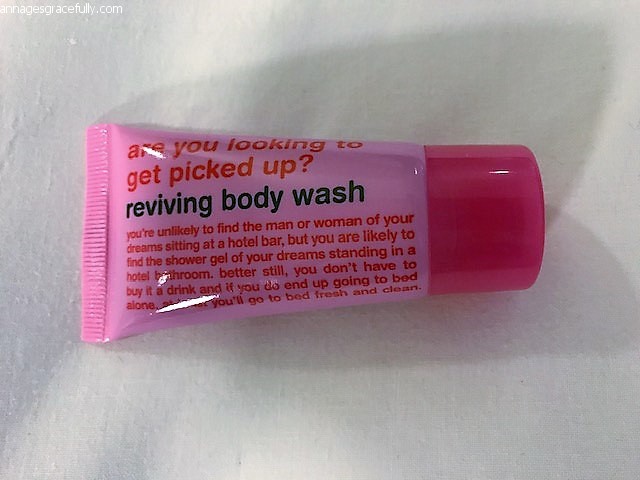 annagesgracefully.com
are you looking to
get picked up?
reviving body wash
you're unlikely to find the man or woman of your
dreams sitting at a hotel bar, but you are likely to
find the shower gel of your dreams standing in a
hotel bathroom. better still, you don't have to
buy it a drink and if you do end up going to bed
alone, at least you'll go to bed fresh and clean.